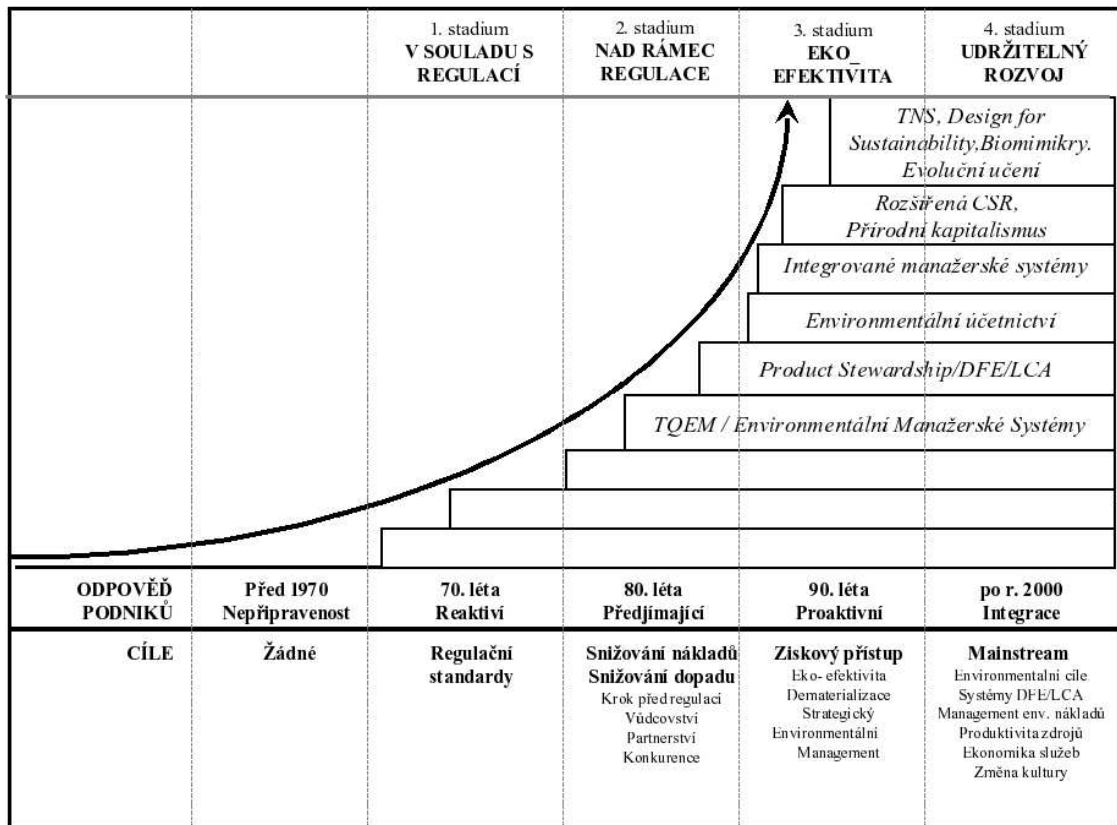 1. stadium
V SOULADU S
REGULACÍ
2. stadium
NAD RÁMEC
REGULACE
3. stadium
EKO_
EFEKTIVITA
4. stadium
UDRŽITELNÝ
ROZVOJ
TNS, Design for
Sustainability,Biomimikry.
Evoluční učení
Rozšířená CSR,
Přírodní kapitalismus
Integrované manažerské systémy
Environmentální účetnictví
Product Stewardship/DFE/LCA
TQEM / Environmentální Manažerské Systémy
ODPOVĚĎ
PODNIKŮ
Před 1970
Nepřipravenost
70. léta
Reaktiví
80. léta
Předjímající
90. léta
Proaktivní
po r. 2000
Integrace
CÍLE
Žádné
Regulační
standardy
Snižování nákladů
Snižování dopadu
Krok před regulací
Vůdcovství
Partnerství
Konkurence
Ziskový přístup
Eko- efektivita
Dematerializace
Strategický
Environmentální
Management
Mainstream
Environmentalní cíle
Systémy DFE/LCA
Management env. nákladů
Produktivita zdrojů
Ekonomika služeb
Změna kultury